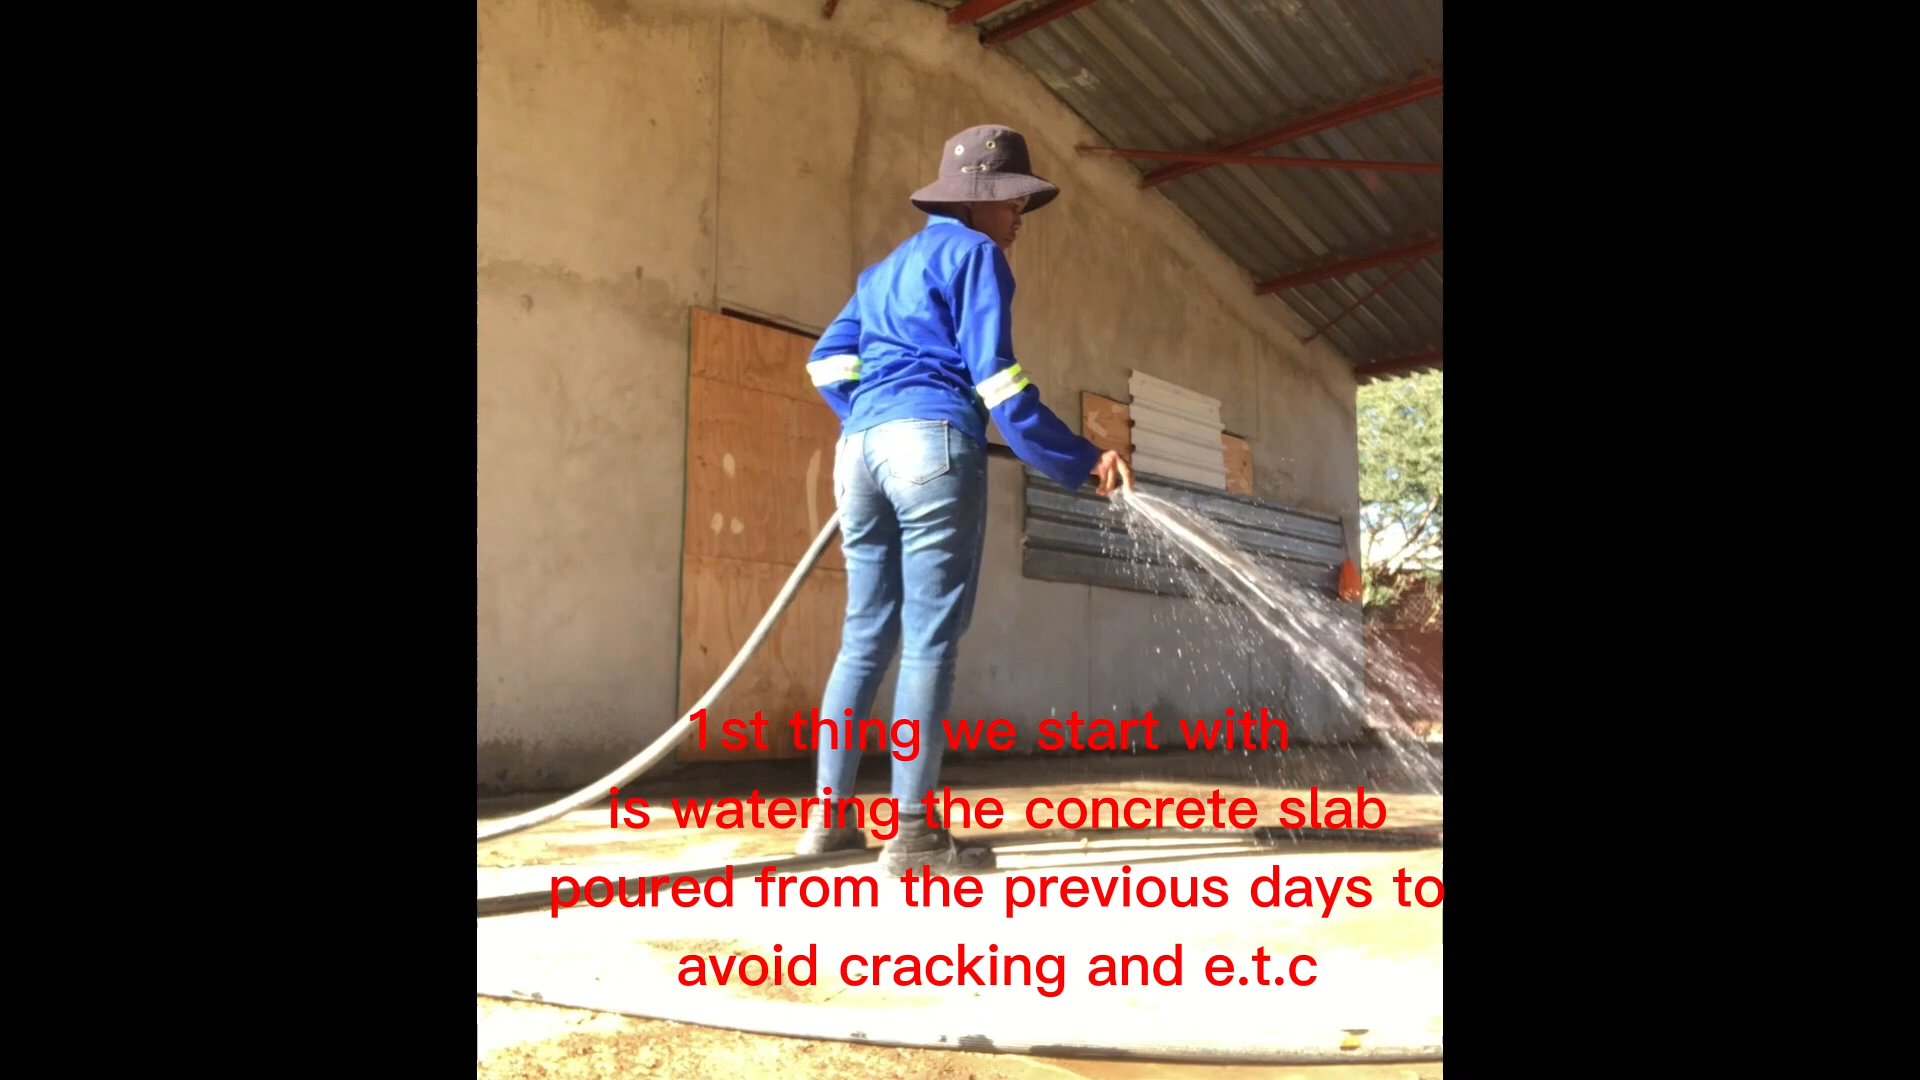 1st thing we start with
is watering the concrete slab
poured from the previous days to
avoid cracking and e.t.c